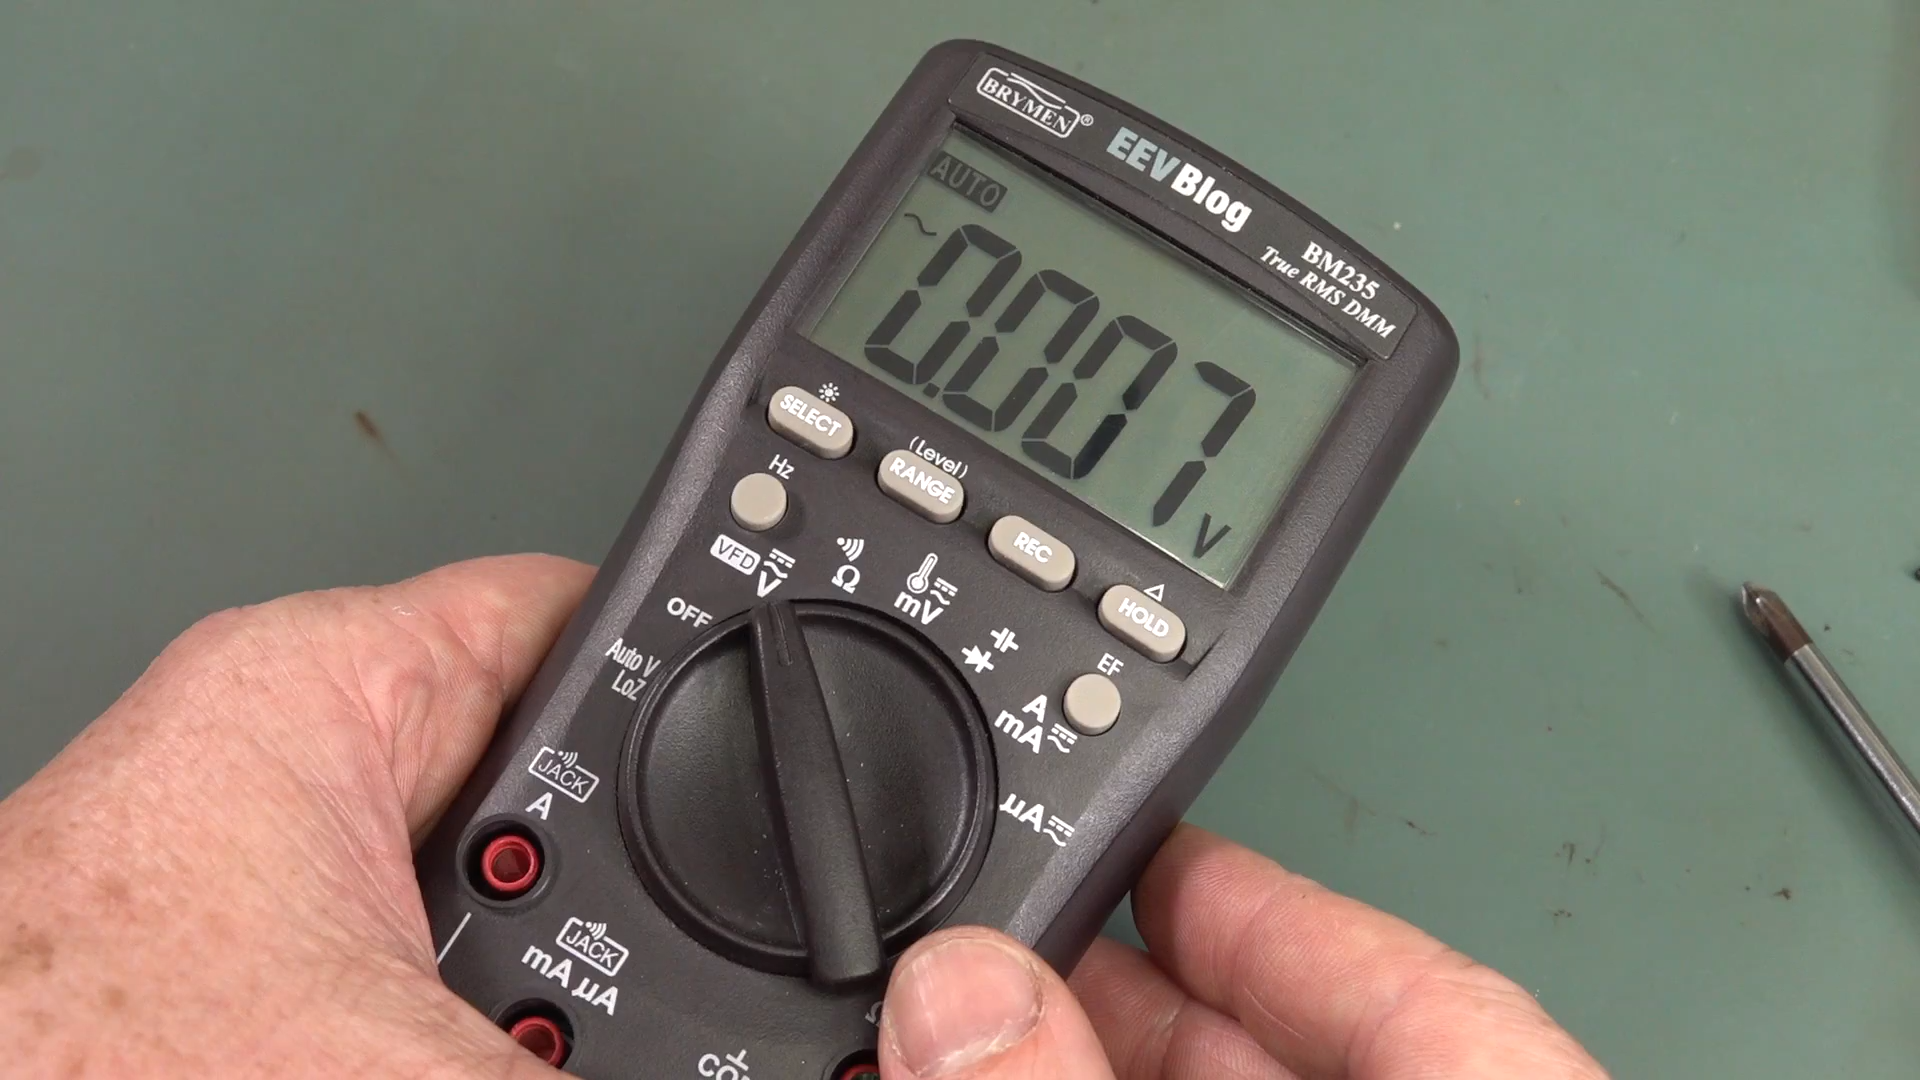 BRYMEN®
EEVBlog
BM235
True RMS DMM
AUTO
~0.007 V
SELECT
(Level)
RANGE
REC
HOLD
Hz
EF
VFD
V
Ω
mV
OFF
Auto V
LoZ
A
mA
µA
JACK
A
JACK
mA µA